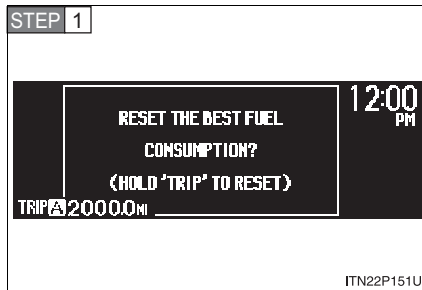 STEP 1
12:00
PM
RESET THE BEST FUEL
CONSUMPTION?
(HOLD 'TRIP' TO RESET)
TRIP A 2000.0 MI
ITN22P151U